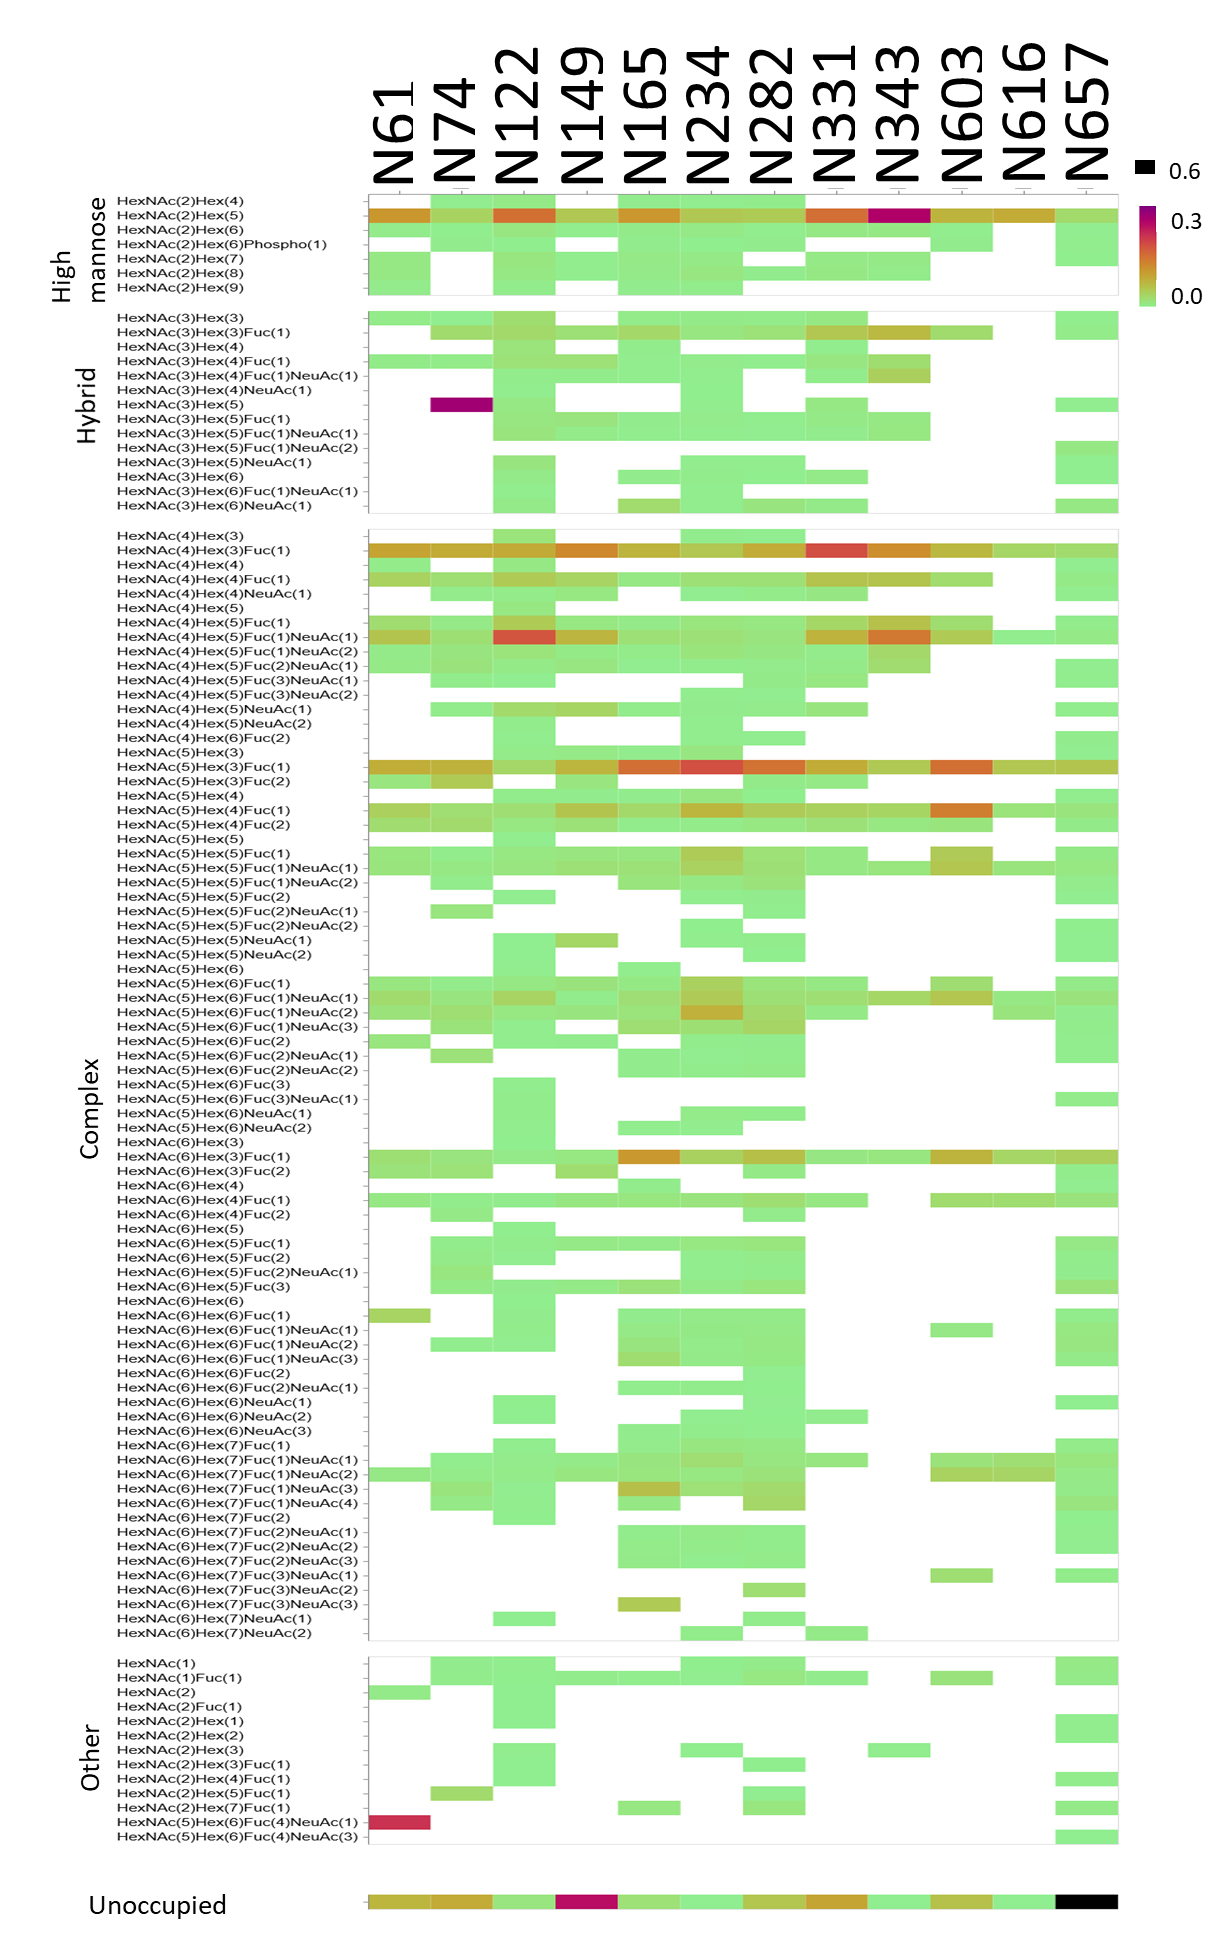 N61 N74 N122 N149 N165 N234 N282 N331 N343 N603 N616 N657
0.6
0.3
0.0
High
mannose
HexNAc(2)Hex(4)
HexNAc(2)Hex(5)
HexNAc(2)Hex(6)
HexNAc(2)Hex(6)Phospho(1)
HexNAc(2)Hex(7)
HexNAc(2)Hex(8)
HexNAc(2)Hex(9)
Hybrid
HexNAc(3)Hex(3)
HexNAc(3)Hex(3)Fuc(1)
HexNAc(3)Hex(4)
HexNAc(3)Hex(4)Fuc(1)
HexNAc(3)Hex(4)Fuc(1)NeuAc(1)
HexNAc(3)Hex(4)NeuAc(1)
HexNAc(3)Hex(5)
HexNAc(3)Hex(5)Fuc(1)
HexNAc(3)Hex(5)Fuc(1)NeuAc(1)
HexNAc(3)Hex(5)Fuc(1)NeuAc(2)
HexNAc(3)Hex(5)NeuAc(1)
HexNAc(3)Hex(6)
HexNAc(3)Hex(6)Fuc(1)NeuAc(1)
HexNAc(3)Hex(6)NeuAc(1)
Complex
HexNAc(4)Hex(3)
HexNAc(4)Hex(3)Fuc(1)
HexNAc(4)Hex(4)
HexNAc(4)Hex(4)Fuc(1)
HexNAc(4)Hex(4)NeuAc(1)
HexNAc(4)Hex(5)
HexNAc(4)Hex(5)Fuc(1)
HexNAc(4)Hex(5)Fuc(1)NeuAc(1)
HexNAc(4)Hex(5)Fuc(1)NeuAc(2)
HexNAc(4)Hex(5)Fuc(2)NeuAc(1)
HexNAc(4)Hex(5)Fuc(3)NeuAc(1)
HexNAc(4)Hex(5)Fuc(3)NeuAc(2)
HexNAc(4)Hex(5)NeuAc(1)
HexNAc(4)Hex(5)NeuAc(2)
HexNAc(4)Hex(6)Fuc(2)
HexNAc(5)Hex(3)
HexNAc(5)Hex(3)Fuc(1)
HexNAc(5)Hex(3)Fuc(2)
HexNAc(5)Hex(4)
HexNAc(5)Hex(4)Fuc(1)
HexNAc(5)Hex(4)Fuc(2)
HexNAc(5)Hex(5)
HexNAc(5)Hex(5)Fuc(1)
HexNAc(5)Hex(5)Fuc(1)NeuAc(1)
HexNAc(5)Hex(5)Fuc(1)NeuAc(2)
HexNAc(5)Hex(5)Fuc(2)
HexNAc(5)Hex(5)Fuc(2)NeuAc(1)
HexNAc(5)Hex(5)Fuc(2)NeuAc(2)
HexNAc(5)Hex(5)NeuAc(1)
HexNAc(5)Hex(5)NeuAc(2)
HexNAc(5)Hex(6)
HexNAc(5)Hex(6)Fuc(1)
HexNAc(5)Hex(6)Fuc(1)NeuAc(1)
HexNAc(5)Hex(6)Fuc(1)NeuAc(2)
HexNAc(5)Hex(6)Fuc(1)NeuAc(3)
HexNAc(5)Hex(6)Fuc(2)
HexNAc(5)Hex(6)Fuc(2)NeuAc(1)
HexNAc(5)Hex(6)Fuc(2)NeuAc(2)
HexNAc(5)Hex(6)Fuc(3)
HexNAc(5)Hex(6)Fuc(3)NeuAc(1)
HexNAc(5)Hex(6)NeuAc(1)
HexNAc(5)Hex(6)NeuAc(2)
HexNAc(6)Hex(3)
HexNAc(6)Hex(3)Fuc(1)
HexNAc(6)Hex(3)Fuc(2)
HexNAc(6)Hex(4)
HexNAc(6)Hex(4)Fuc(1)
HexNAc(6)Hex(4)Fuc(2)
HexNAc(6)Hex(5)
HexNAc(6)Hex(5)Fuc(1)
HexNAc(6)Hex(5)Fuc(2)
HexNAc(6)Hex(5)Fuc(2)NeuAc(1)
HexNAc(6)Hex(5)Fuc(3)
HexNAc(6)Hex(6)
HexNAc(6)Hex(6)Fuc(1)
HexNAc(6)Hex(6)Fuc(1)NeuAc(1)
HexNAc(6)Hex(6)Fuc(1)NeuAc(2)
HexNAc(6)Hex(6)Fuc(1)NeuAc(3)
HexNAc(6)Hex(6)Fuc(2)
HexNAc(6)Hex(6)Fuc(2)NeuAc(1)
HexNAc(6)Hex(6)NeuAc(1)
HexNAc(6)Hex(6)NeuAc(2)
HexNAc(6)Hex(6)NeuAc(3)
HexNAc(6)Hex(7)Fuc(1)
HexNAc(6)Hex(7)Fuc(1)NeuAc(1)
HexNAc(6)Hex(7)Fuc(1)NeuAc(2)
HexNAc(6)Hex(7)Fuc(1)NeuAc(3)
HexNAc(6)Hex(7)Fuc(1)NeuAc(4)
HexNAc(6)Hex(7)Fuc(2)
HexNAc(6)Hex(7)Fuc(2)NeuAc(1)
HexNAc(6)Hex(7)Fuc(2)NeuAc(2)
HexNAc(6)Hex(7)Fuc(2)NeuAc(3)
HexNAc(6)Hex(7)Fuc(3)NeuAc(1)
HexNAc(6)Hex(7)Fuc(3)NeuAc(2)
HexNAc(6)Hex(7)Fuc(3)NeuAc(3)
HexNAc(6)Hex(7)NeuAc(1)
HexNAc(6)Hex(7)NeuAc(2)
Other
HexNAc(1)
HexNAc(1)Fuc(1)
HexNAc(2)
HexNAc(2)Fuc(1)
HexNAc(2)Hex(1)
HexNAc(2)Hex(2)
HexNAc(2)Hex(3)
HexNAc(2)Hex(3)Fuc(1)
HexNAc(2)Hex(4)Fuc(1)
HexNAc(2)Hex(5)Fuc(1)
HexNAc(2)Hex(7)Fuc(1)
HexNAc(5)Hex(6)Fuc(4)NeuAc(1)
HexNAc(5)Hex(6)Fuc(4)NeuAc(3)
Unoccupied